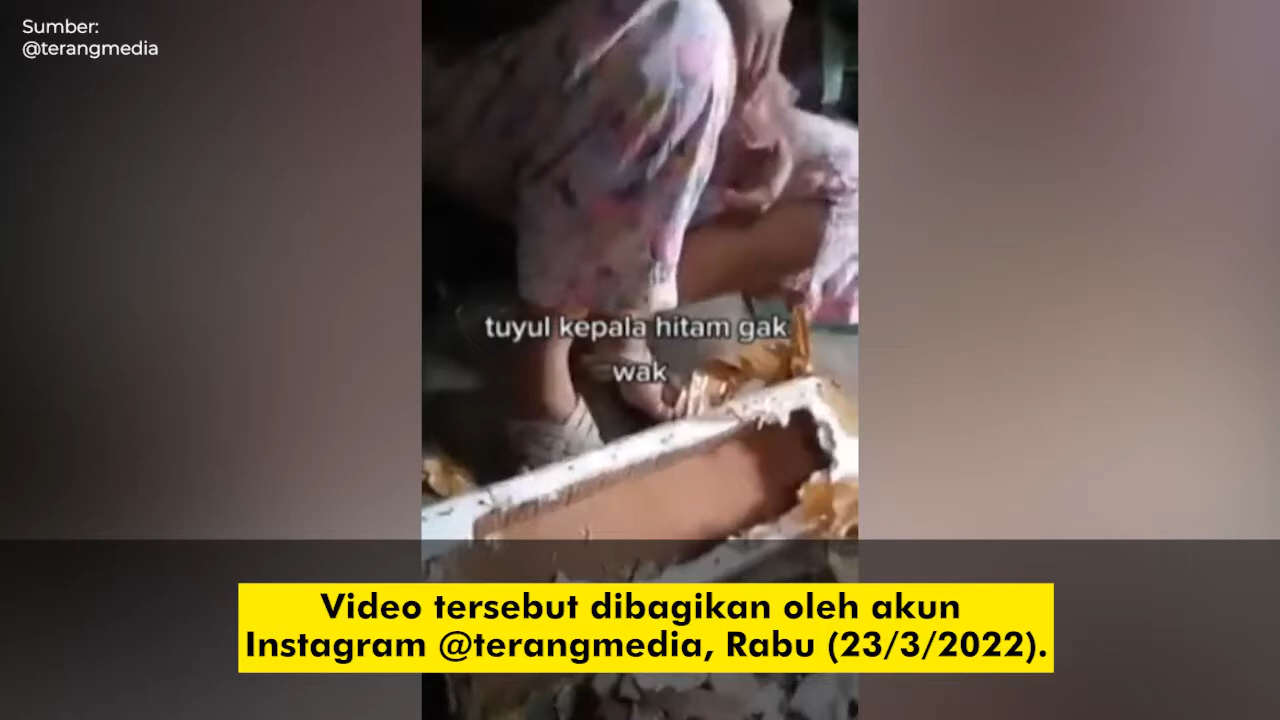 Sumber:
@terangmedia
tuyul kepala hitam gak
wak
Video tersebut dibagikan oleh akun
Instagram @terangmedia, Rabu (23/3/2022).